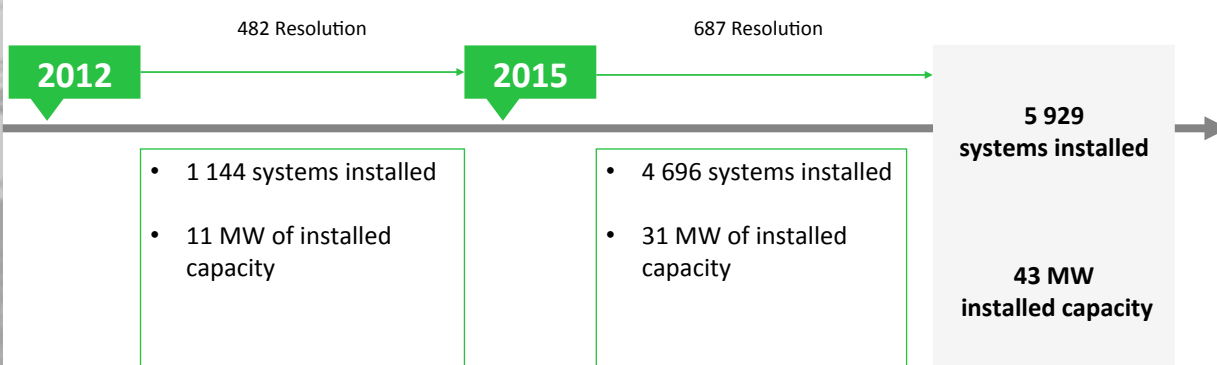 482 Resolution
687 Resolution
2012
2015
• 1 144 systems installed
• 11 MW of installed
capacity
• 4 696 systems installed
• 31 MW of installed
capacity
5 929
systems installed
43 MW
installed capacity